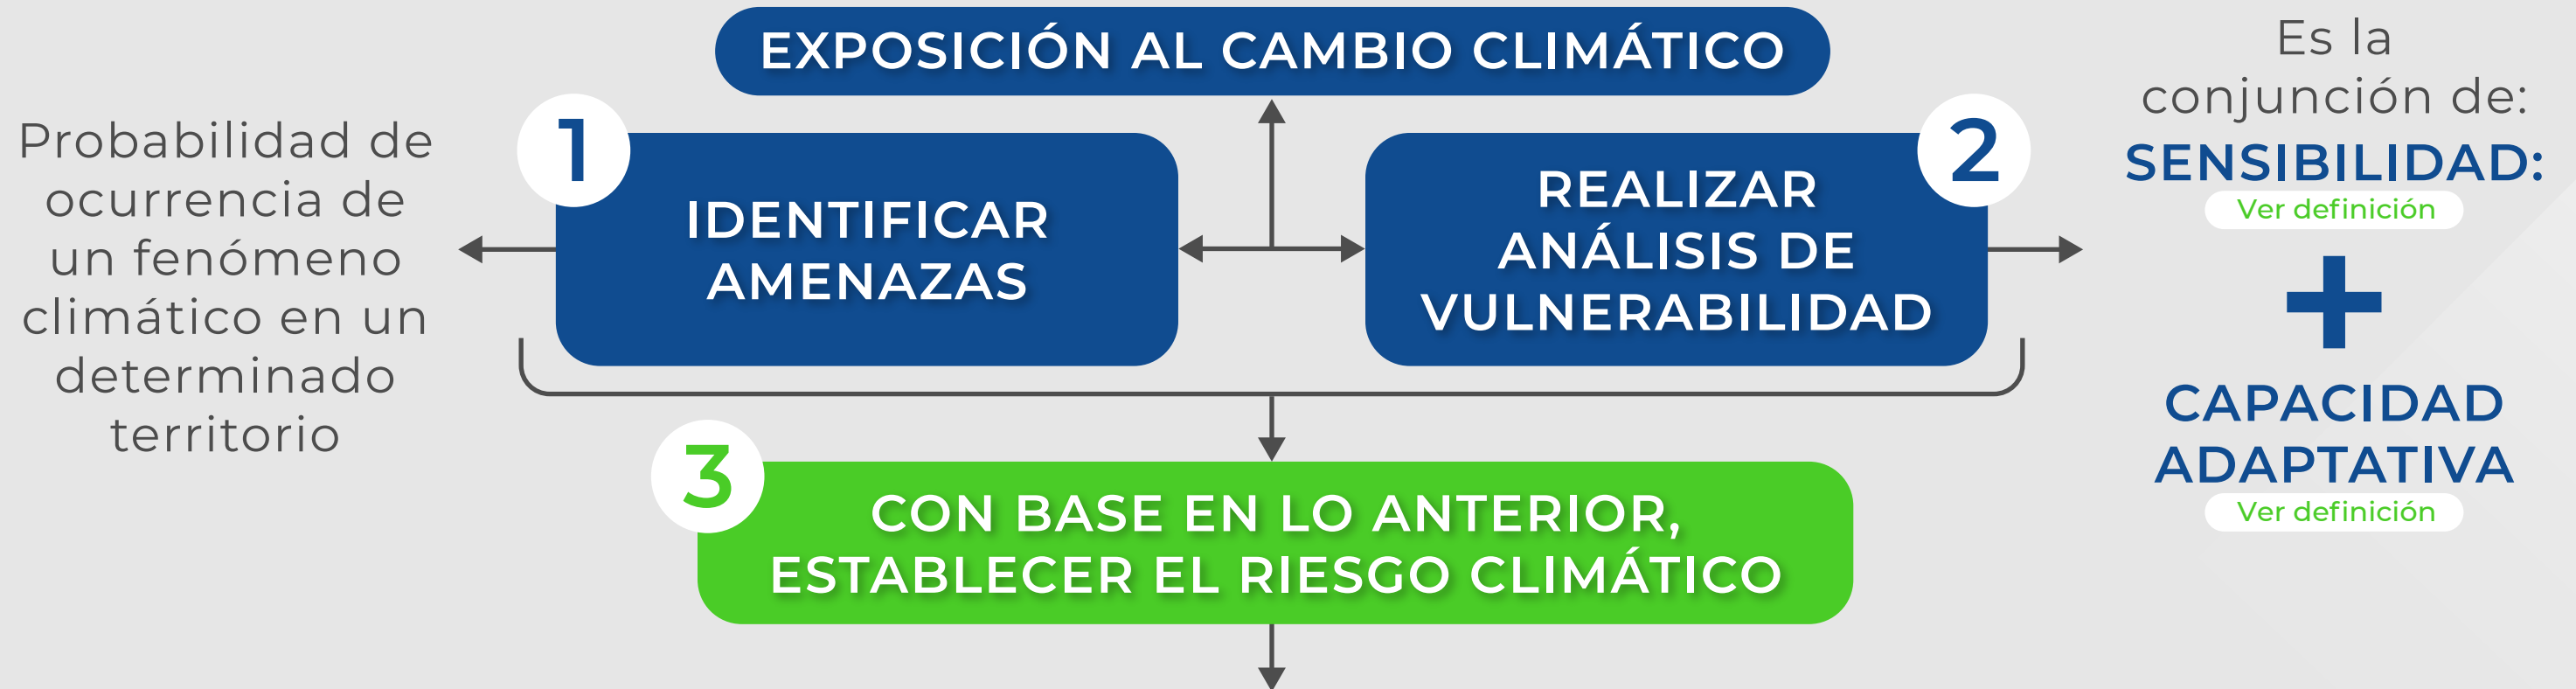 EXPOSICIÓN AL CAMBIO CLIMÁTICO
Probabilidad de
ocurrencia de
un fenómeno
climático en un
determinado
territorio
1
IDENTIFICAR
AMENAZAS
2
REALIZAR
ANÁLISIS DE
VULNERABILIDAD
Es la
conjunción de:
SENSIBILIDAD:
Ver definición
+
CAPACIDAD
ADAPTATIVA
Ver definición
3
CON BASE EN LO ANTERIOR,
ESTABLECER EL RIESGO CLIMÁTICO